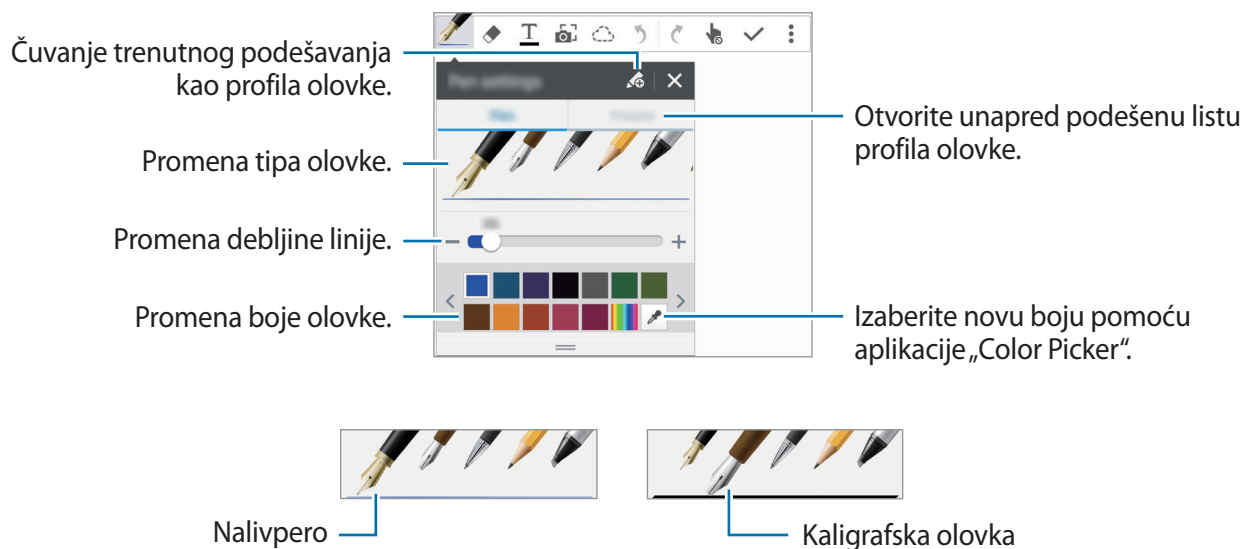 T
Čuvanje trenutnog podešavanja
kao profila olovke.
Otvorite unapred podešenu listu
profila olovke.
Promena tipa olovke.
Promena debljine linije.
Promena boje olovke.
Izaberite novu boju pomoću
aplikacije „Color Picker“.
Nalivpero
Kaligrafska olovka